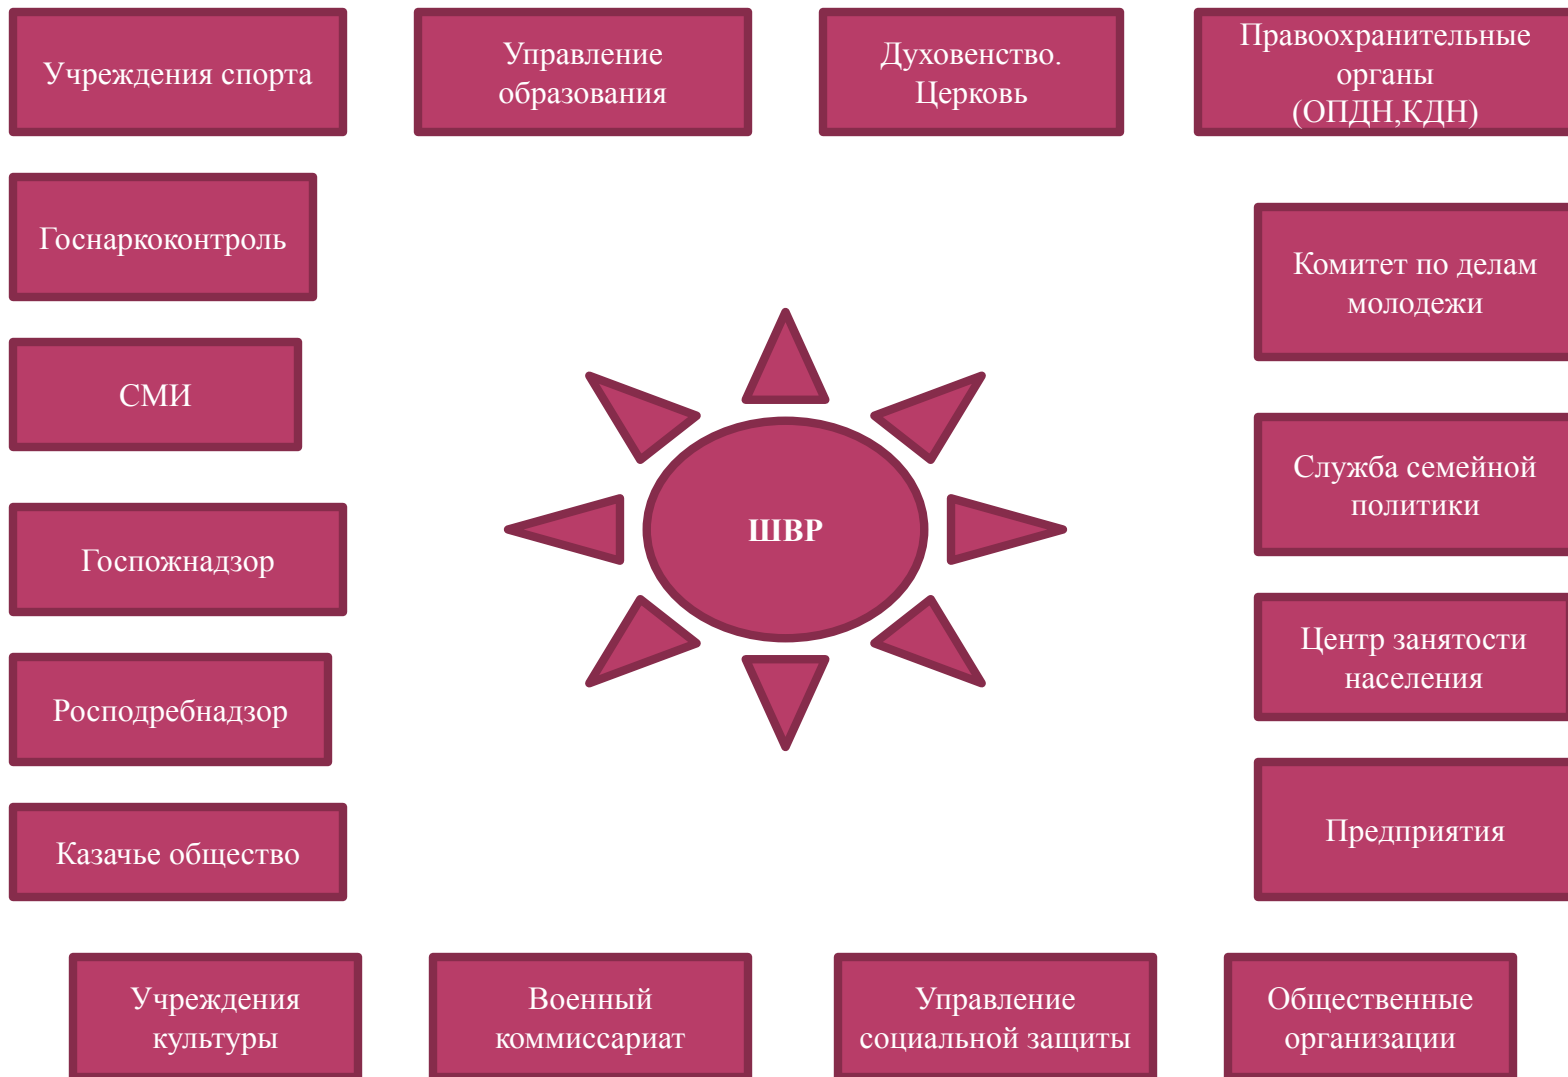 Учреждения спорта
Управление
образования
Духовенство.
Церковь
Правоохранительные
органы
(ОПДН,КДН)
Госнаркоконтроль
Комитет по делам
молодежи
СМИ
Служба семейной
политики
ШВР
Госпожнадзор
Центр занятости
населения
Росподребнадзор
Предприятия
Казачье общество
Учреждения
культуры
Военный
коммиссариат
Управление
социальной защиты
Общественные
организации